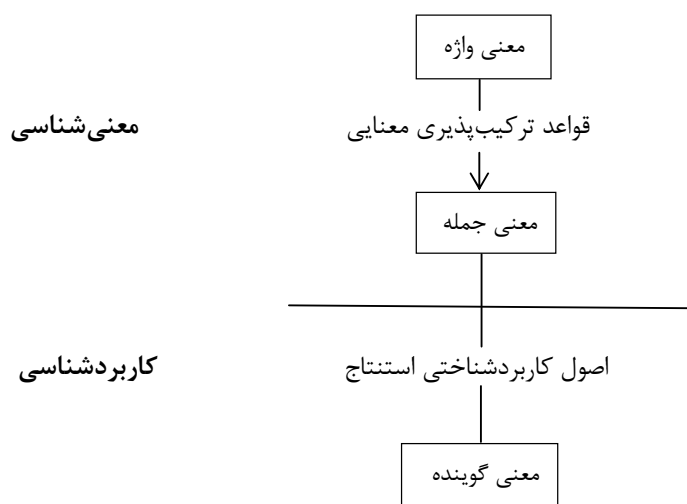 معنی واژه
قواعد ترکیب‌پذیری معنایی
معنی‌شناسی
معنی جمله
اصول کاربردشناختی استنتاج
کاربردشناسی
معنی گوینده